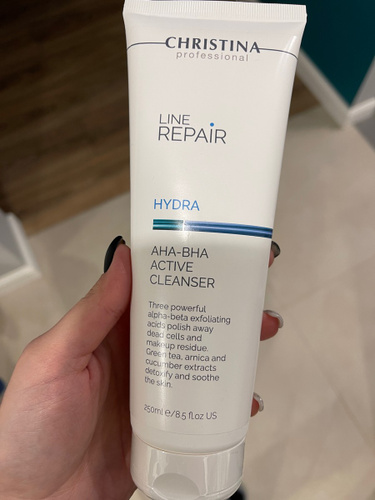 CHRISTINA
professional
LINE
REPAIR
HYDRA
AHA-BHA
ACTIVE
CLEANSER
Three powerful
alpha-beta exfoliating
acids polish away
dead cells and
makeup residue.
Green tea, arnica and
cucumber extracts
detoxify and soothe
the skin.
250ml ℮/8.5 fl.oz US